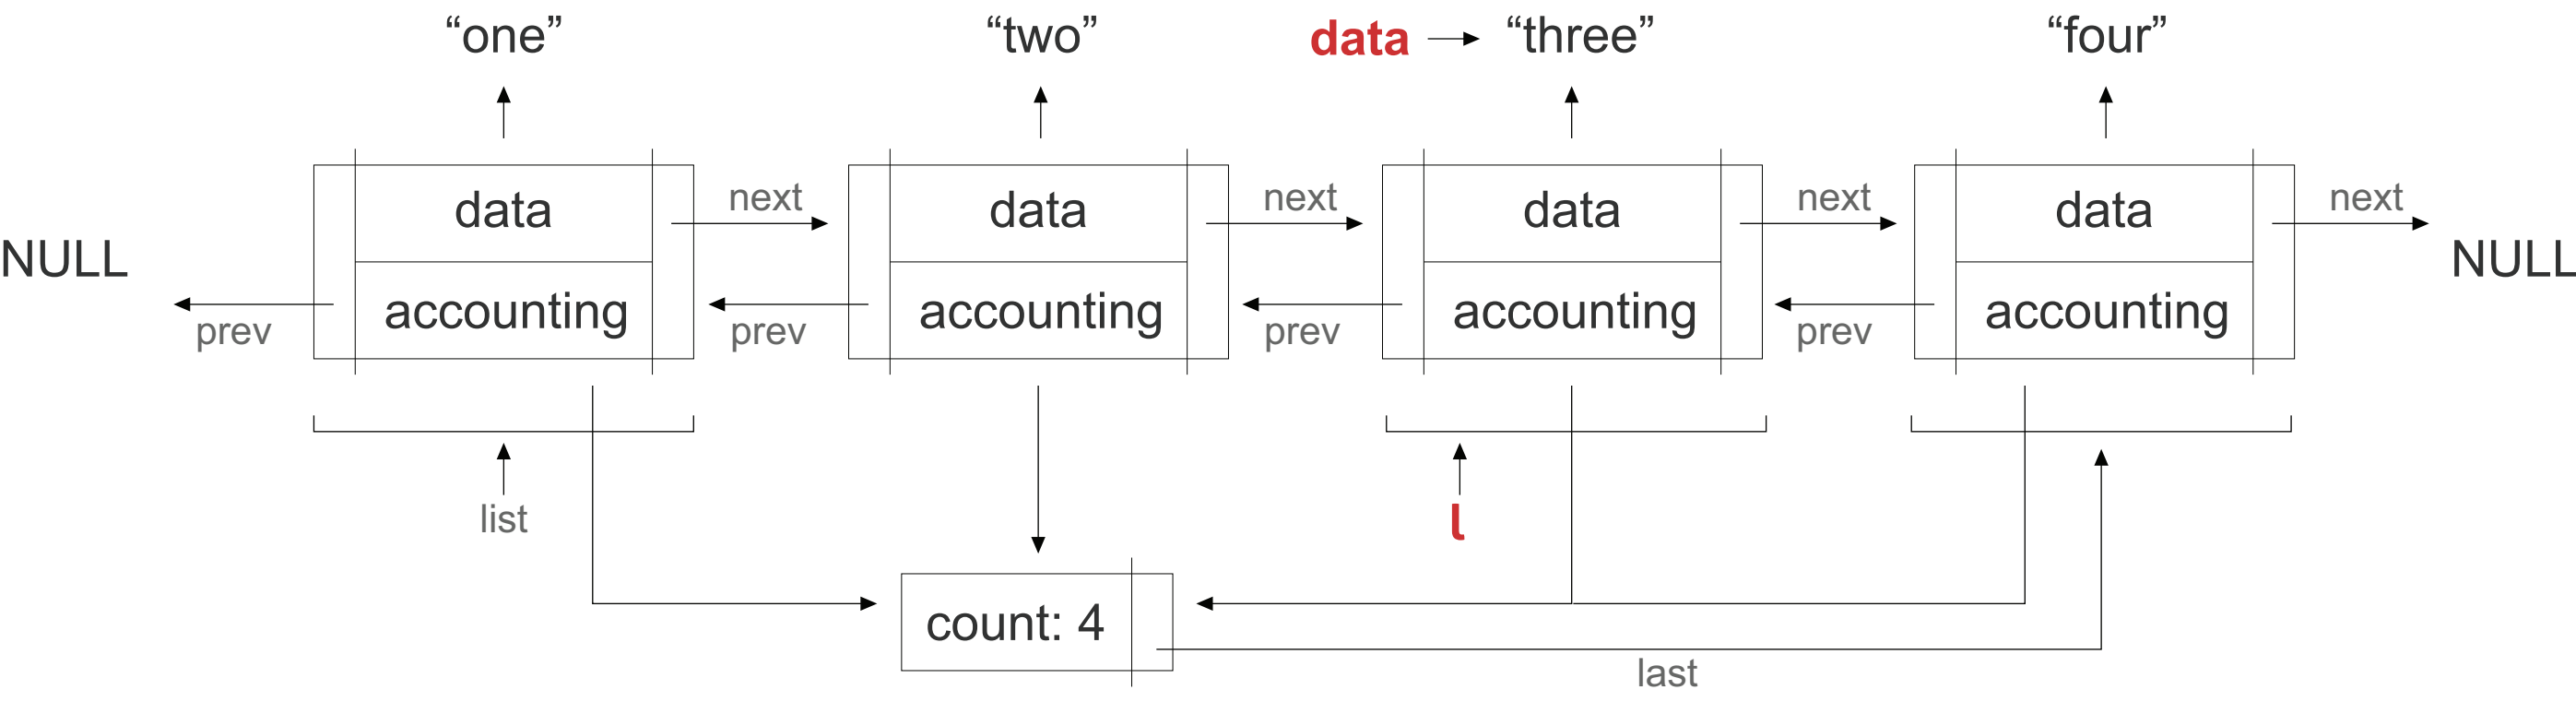 “one” “two” data “three” “four”
next next next next
data data data data
NULL NULL
accounting accounting accounting accounting
prev prev prev prev
list l
count: 4
last